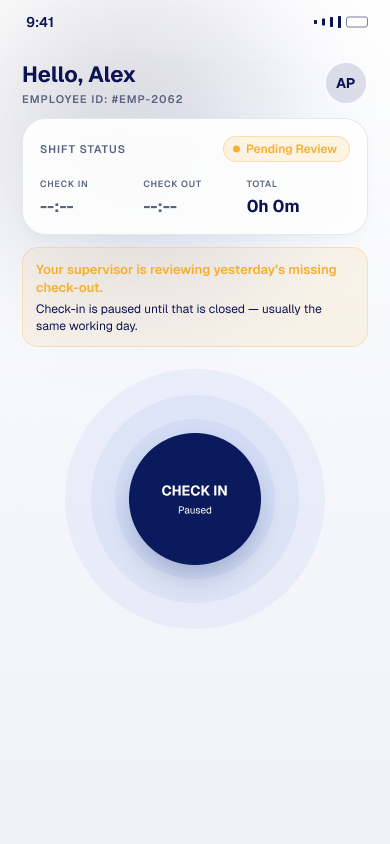 9:41
Hello, Alex
EMPLOYEE ID: #EMP-2062
AP
SHIFT STATUS
Pending Review
CHECK IN
CHECK OUT
TOTAL
--:--
--:--
0h 0m
Your supervisor is reviewing yesterday's missing
check-out.
Check-in is paused until that is closed — usually the
same working day.
CHECK IN
Paused